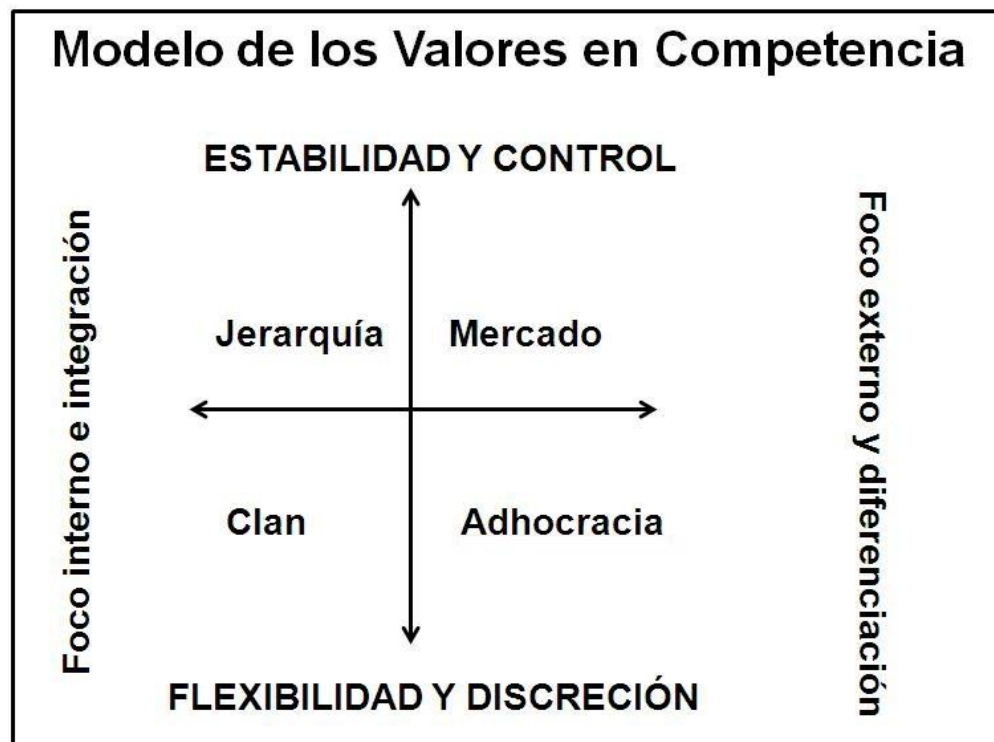 Modelo de los Valores en Competencia
ESTABILIDAD Y CONTROL
Foco interno e integración
Foco externo y diferenciación
Jerarquía
Mercado
Clan
Adhocracia
FLEXIBILIDAD Y DISCRECIÓN